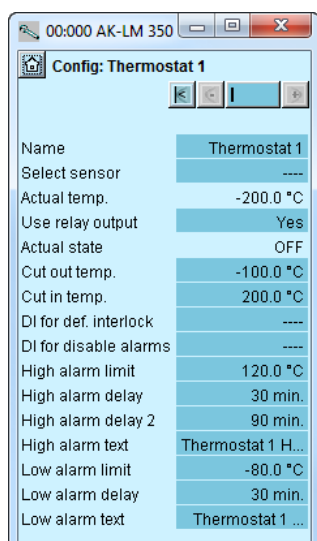 00:000 AK-LM 350
Config: Thermostat 1
Name Thermostat 1
Select sensor ----
Actual temp. -200.0 °C
Use relay output Yes
Actual state OFF
Cut out temp. -100.0 °C
Cut in temp. 200.0 °C
DI for def. interlock ----
DI for disable alarms ----
High alarm limit 120.0 °C
High alarm delay 30 min.
High alarm delay 2 90 min.
High alarm text Thermostat 1 H...
Low alarm limit -80.0 °C
Low alarm delay 30 min.
Low alarm text Thermostat 1 ...